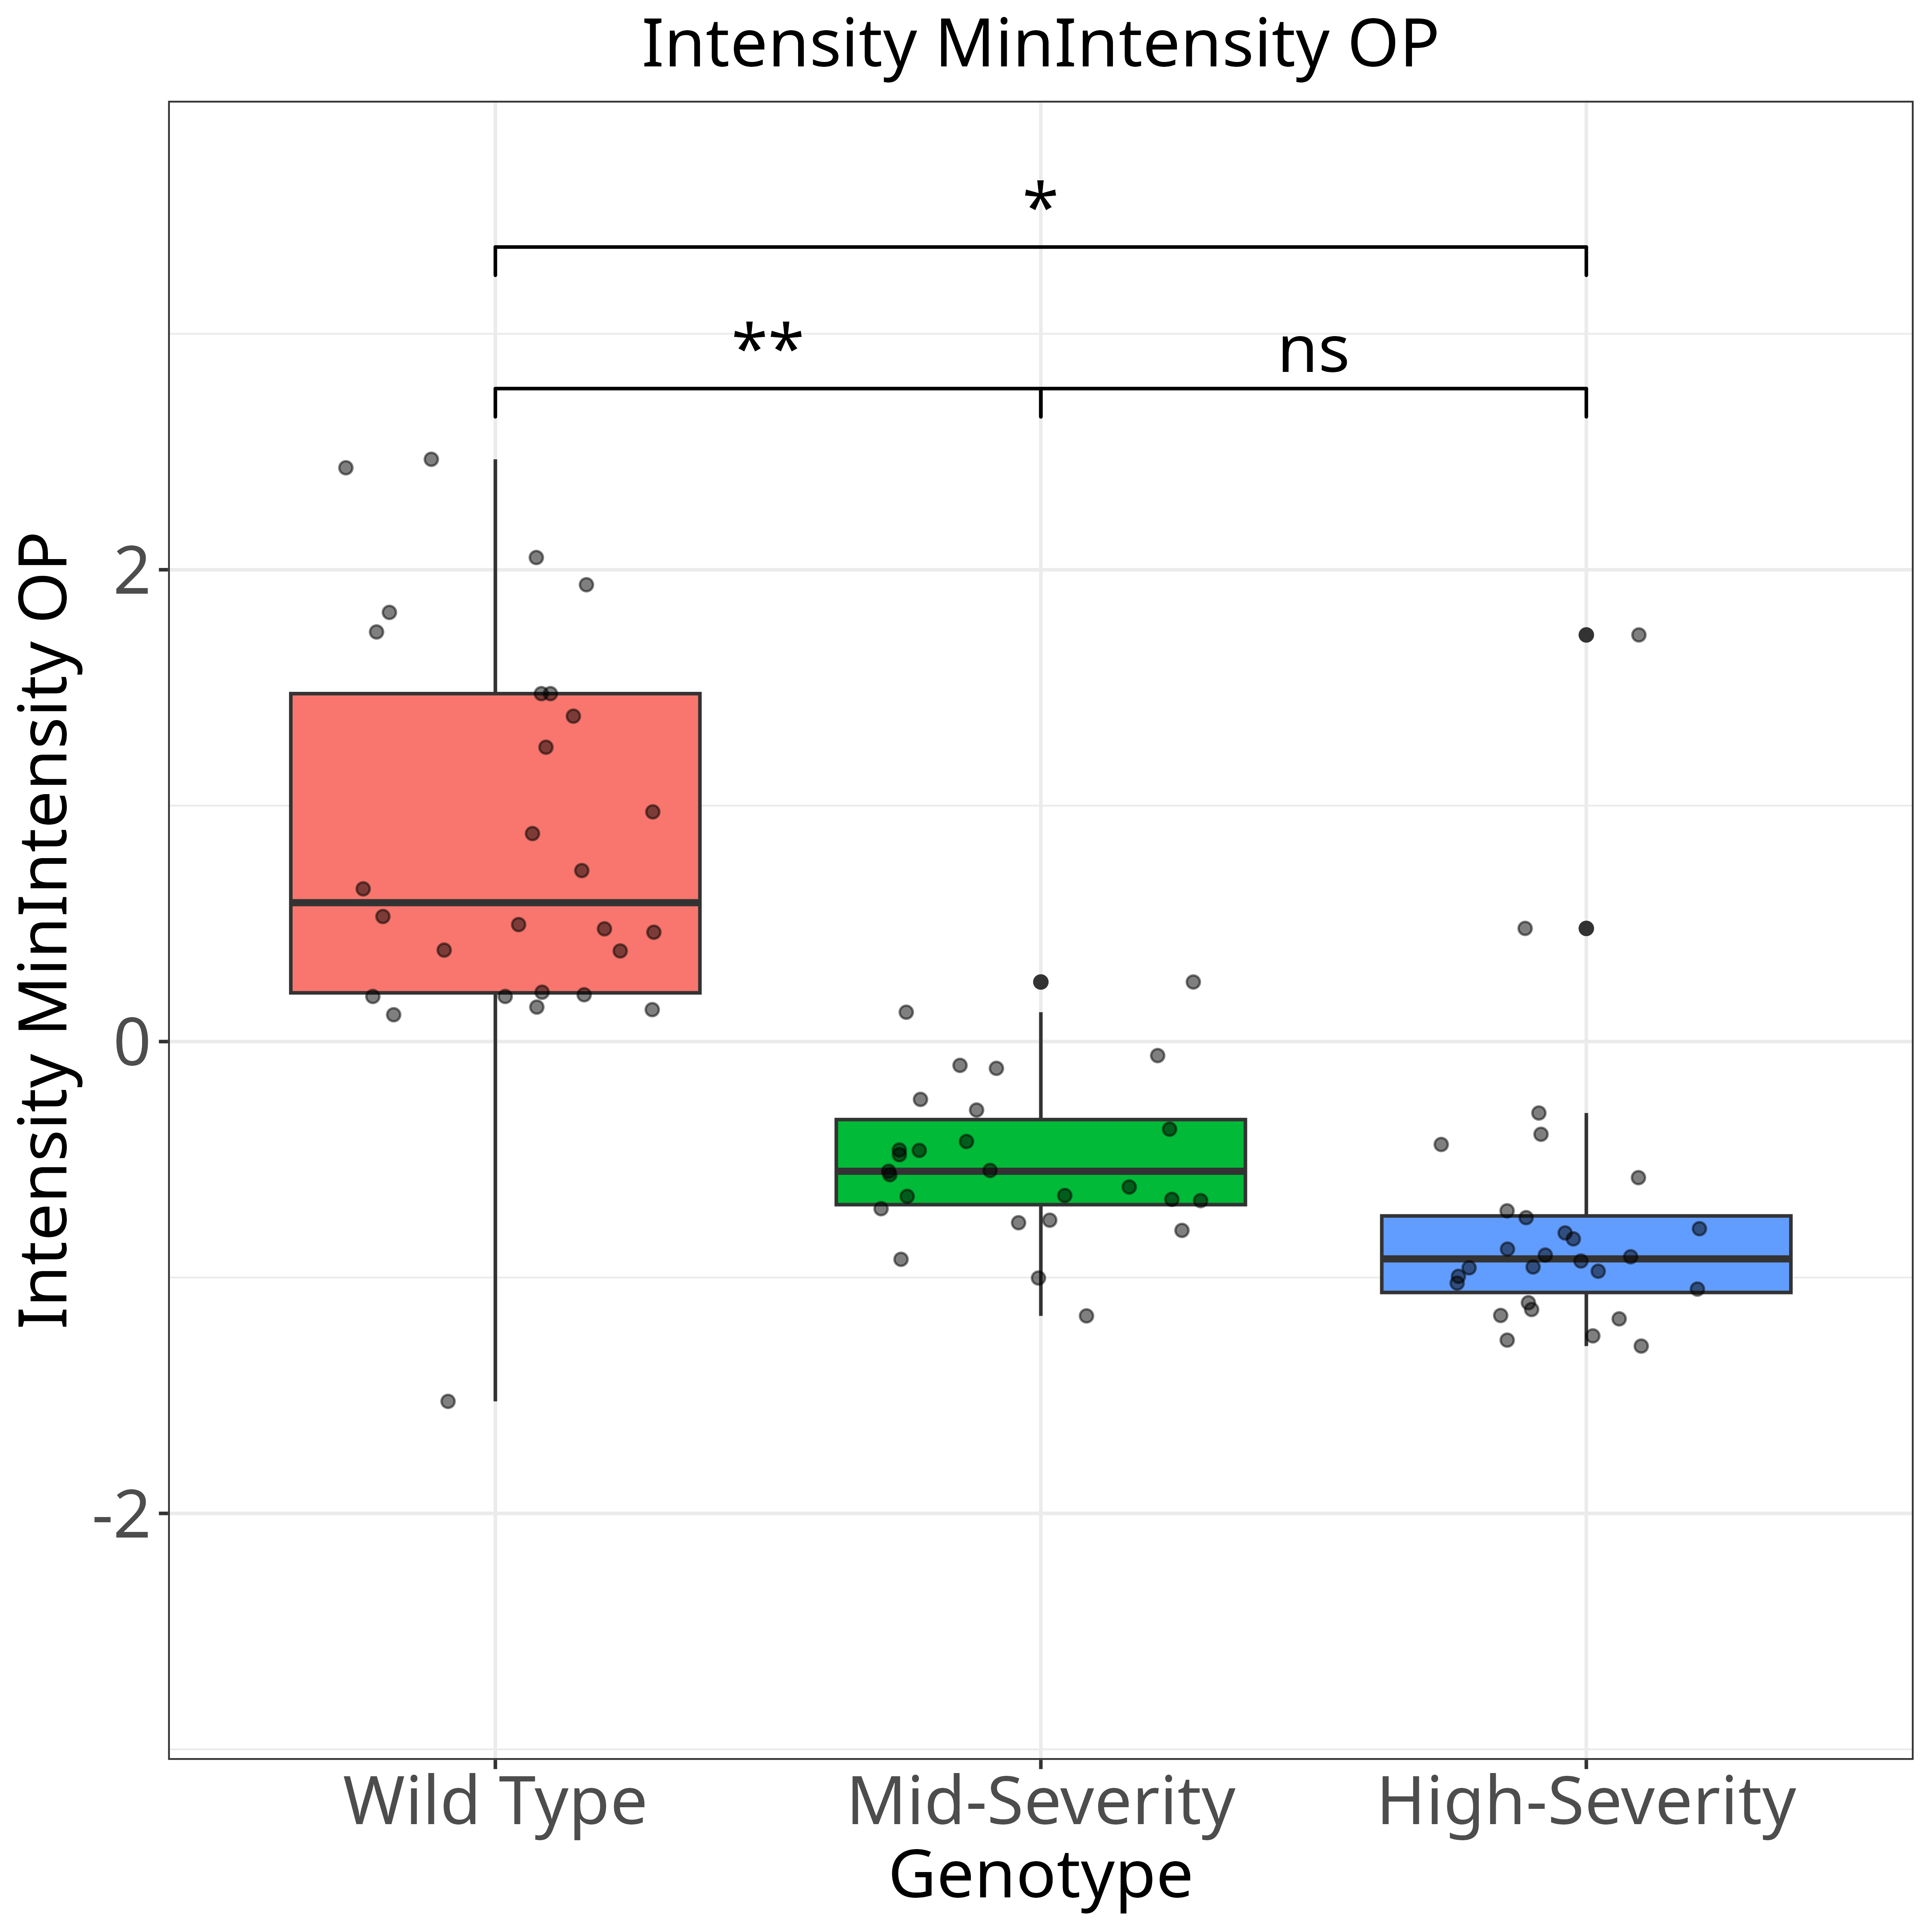 Intensity MinIntensity OP
*
**
ns
Intensity MinIntensity OP
2
0
-2
Wild Type
Mid-Severity
High-Severity
Genotype